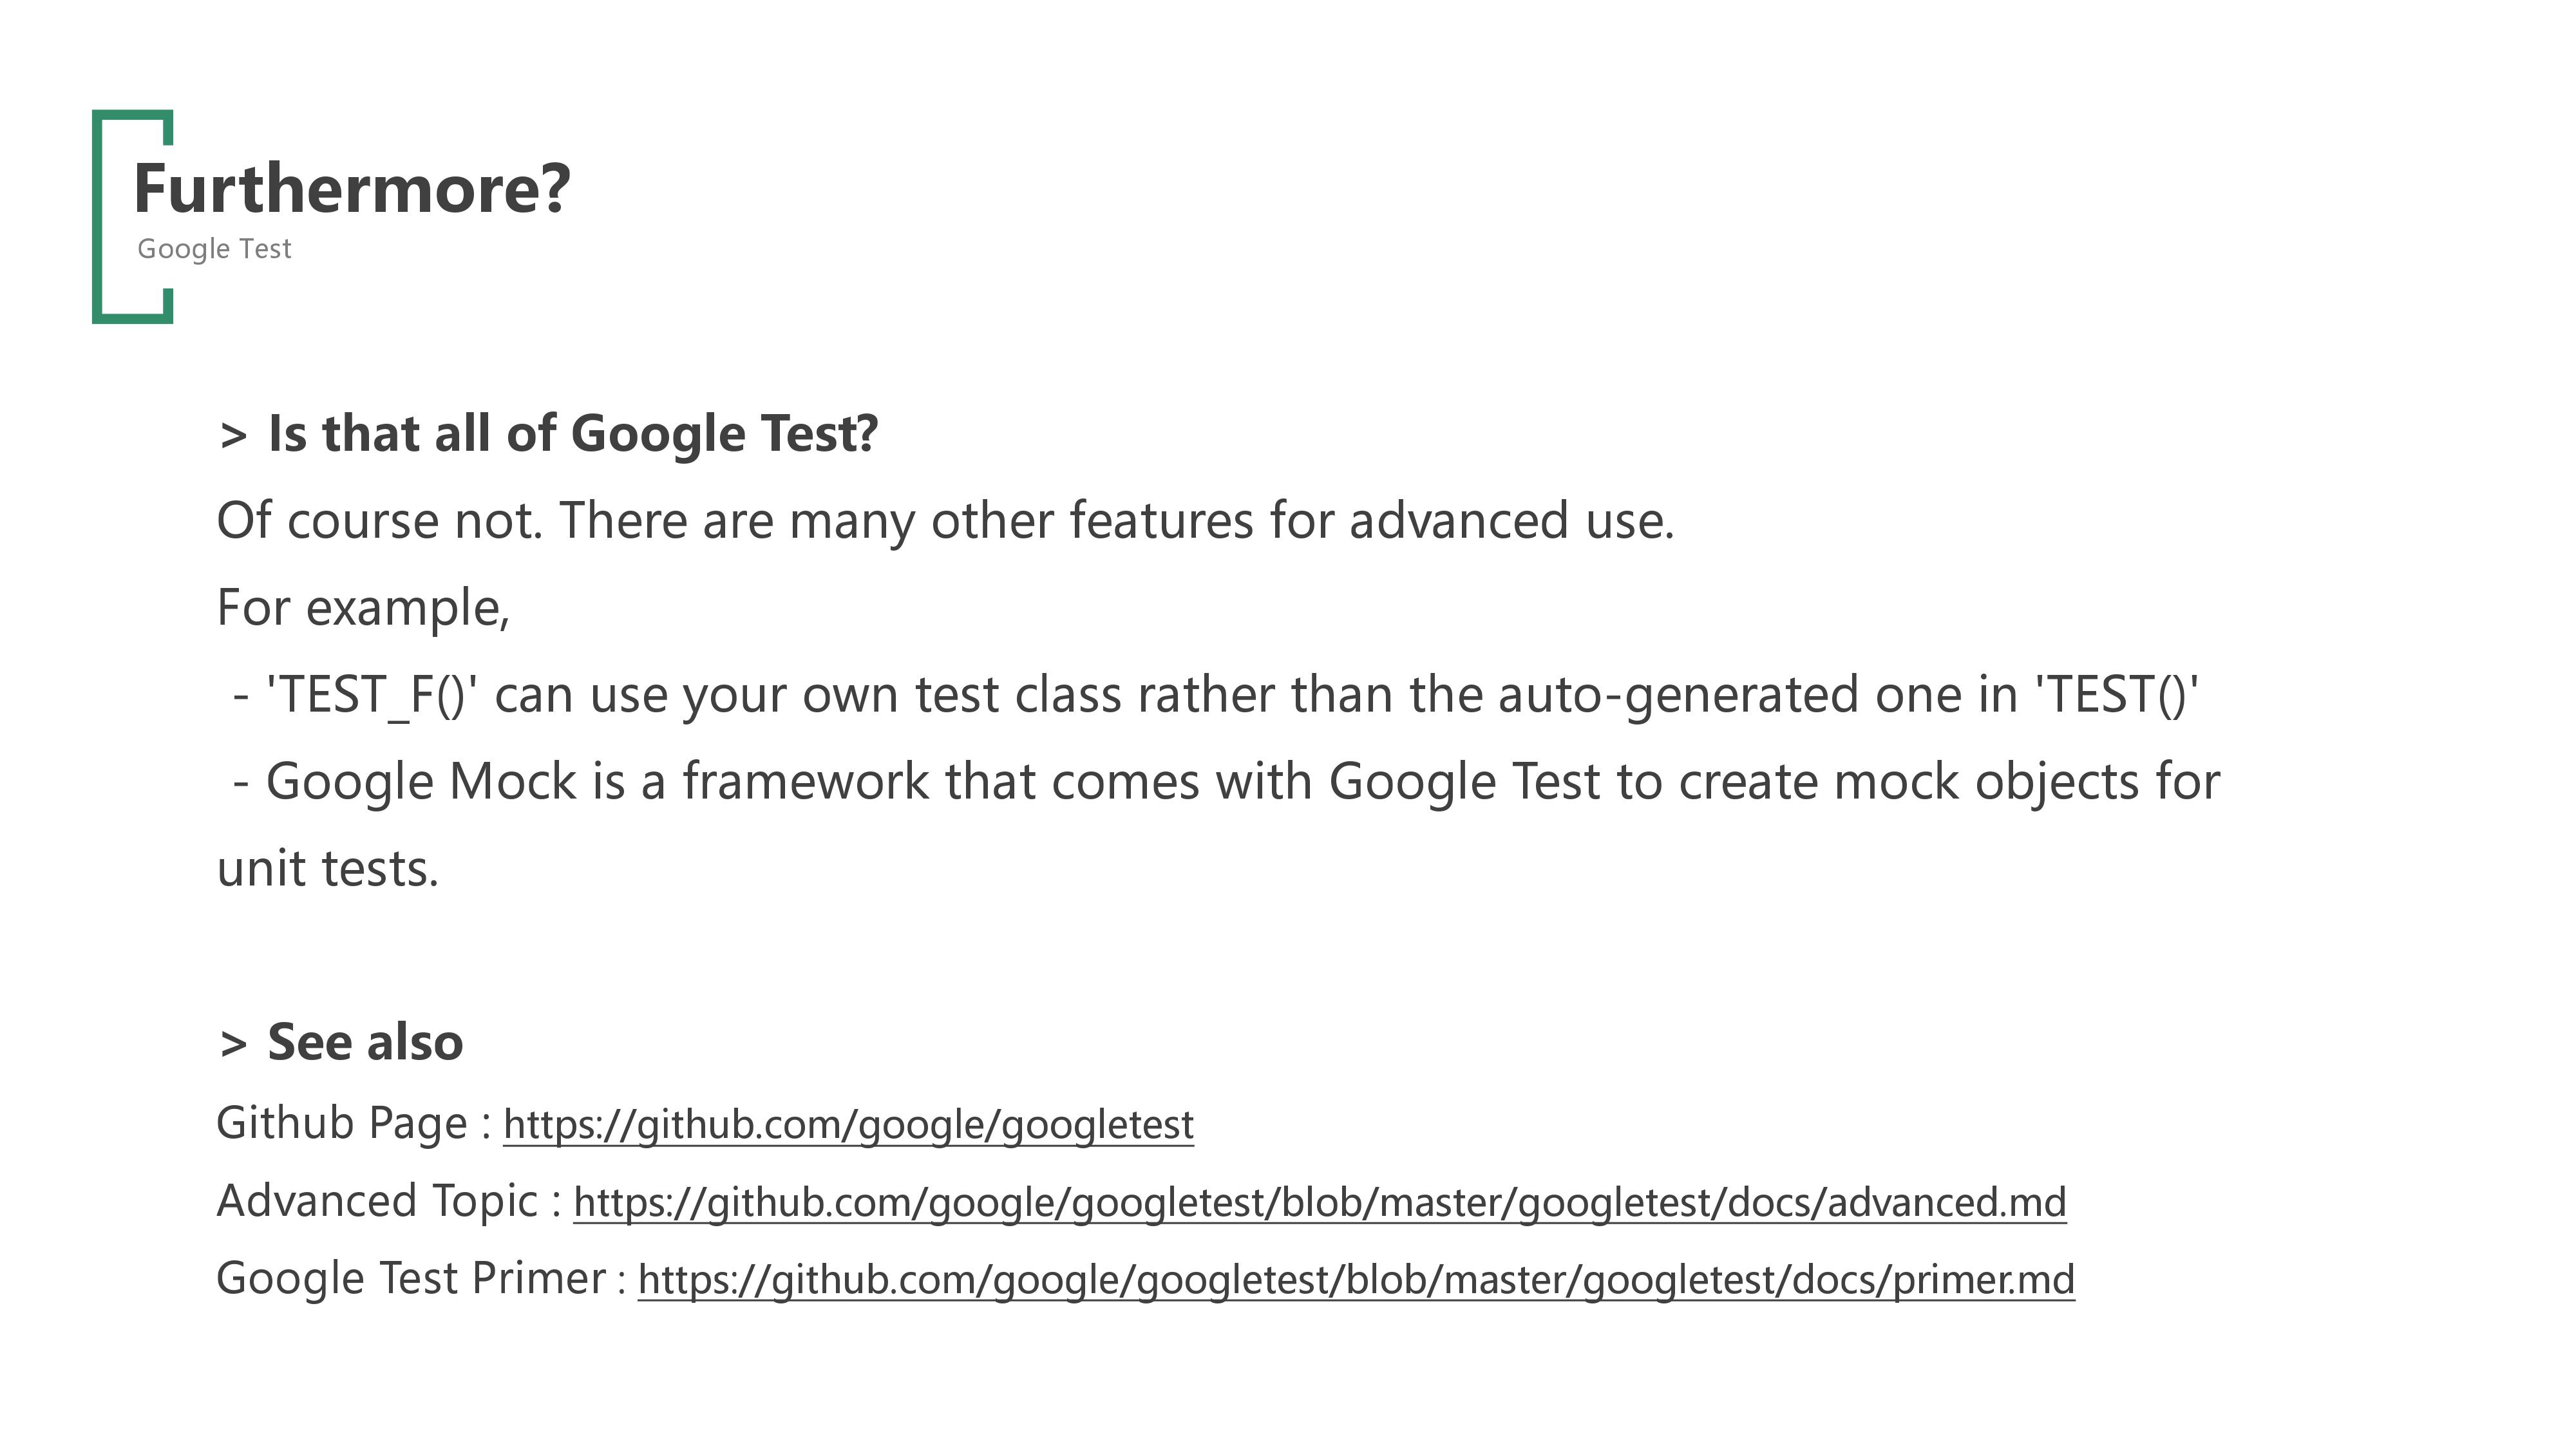 Furthermore?
Google Test
> Is that all of Google Test?
Of course not. There are many other features for advanced use.
For example,
- 'TEST_F()' can use your own test class rather than the auto-generated one in 'TEST()'
- Google Mock is a framework that comes with Google Test to create mock objects for
unit tests.
> See also
Github Page : https://github.com/google/googletest
Advanced Topic : https://github.com/google/googletest/blob/master/googletest/docs/advanced.md
Google Test Primer : https://github.com/google/googletest/blob/master/googletest/docs/primer.md